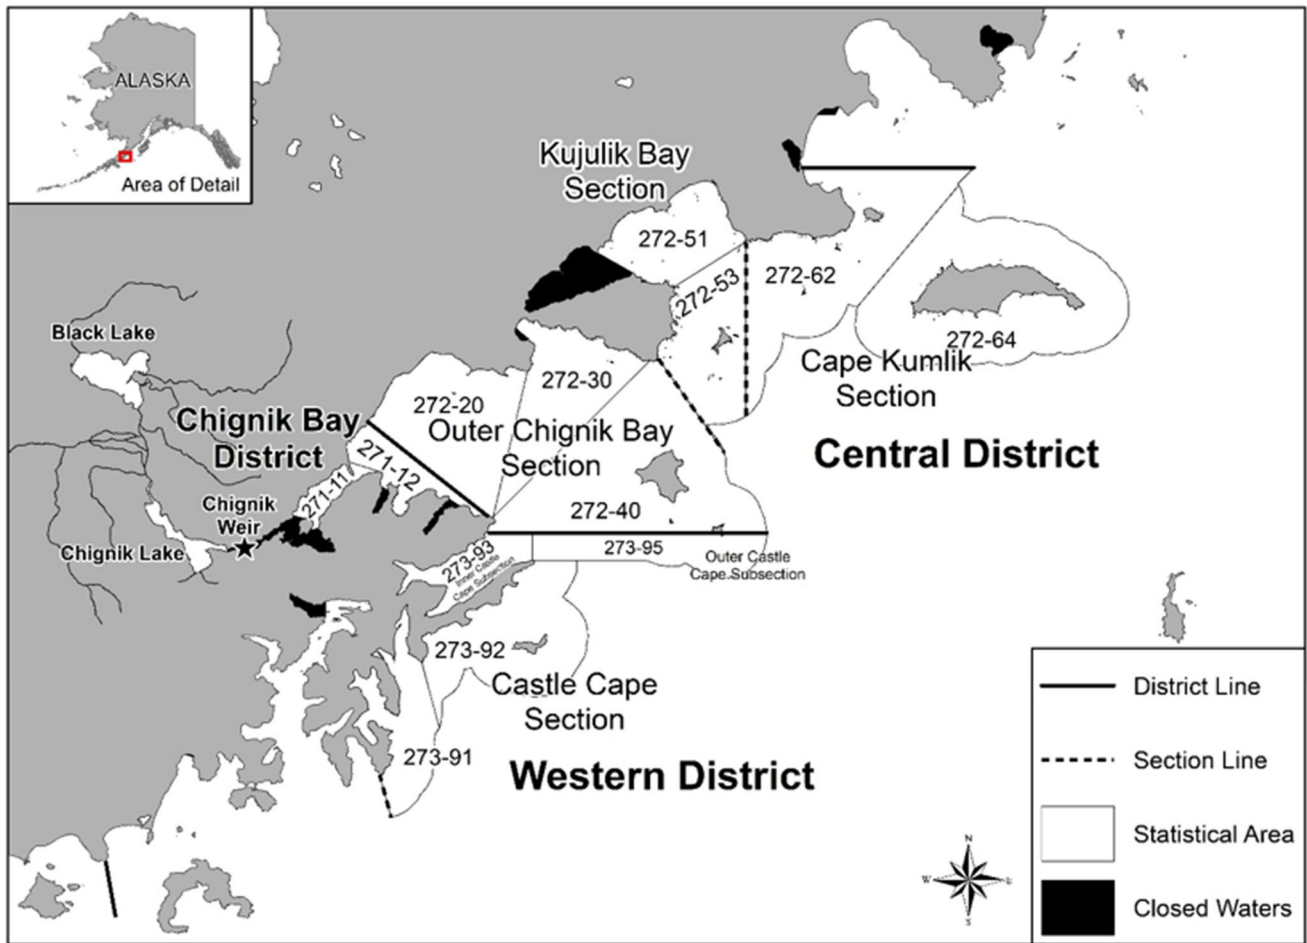 ALASKA
Area of Detail
Kujulik Bay
Section
272-51
272-53
272-62
272-64
Cape Kumlik
Section
Black Lake
272-30
272-20
Chignik Bay
District
Outer Chignik Bay
Section
Central District
271-12
271-11
Chignik
Weir
272-40
Chignik Lake
273-93
Inner Castle
Cape Subsection
273-95
Outer Castle
Cape Subsection
273-92
Castle Cape
Section
273-91
Western District
District Line
Section Line
Statistical Area
Closed Waters
N
W
E
S